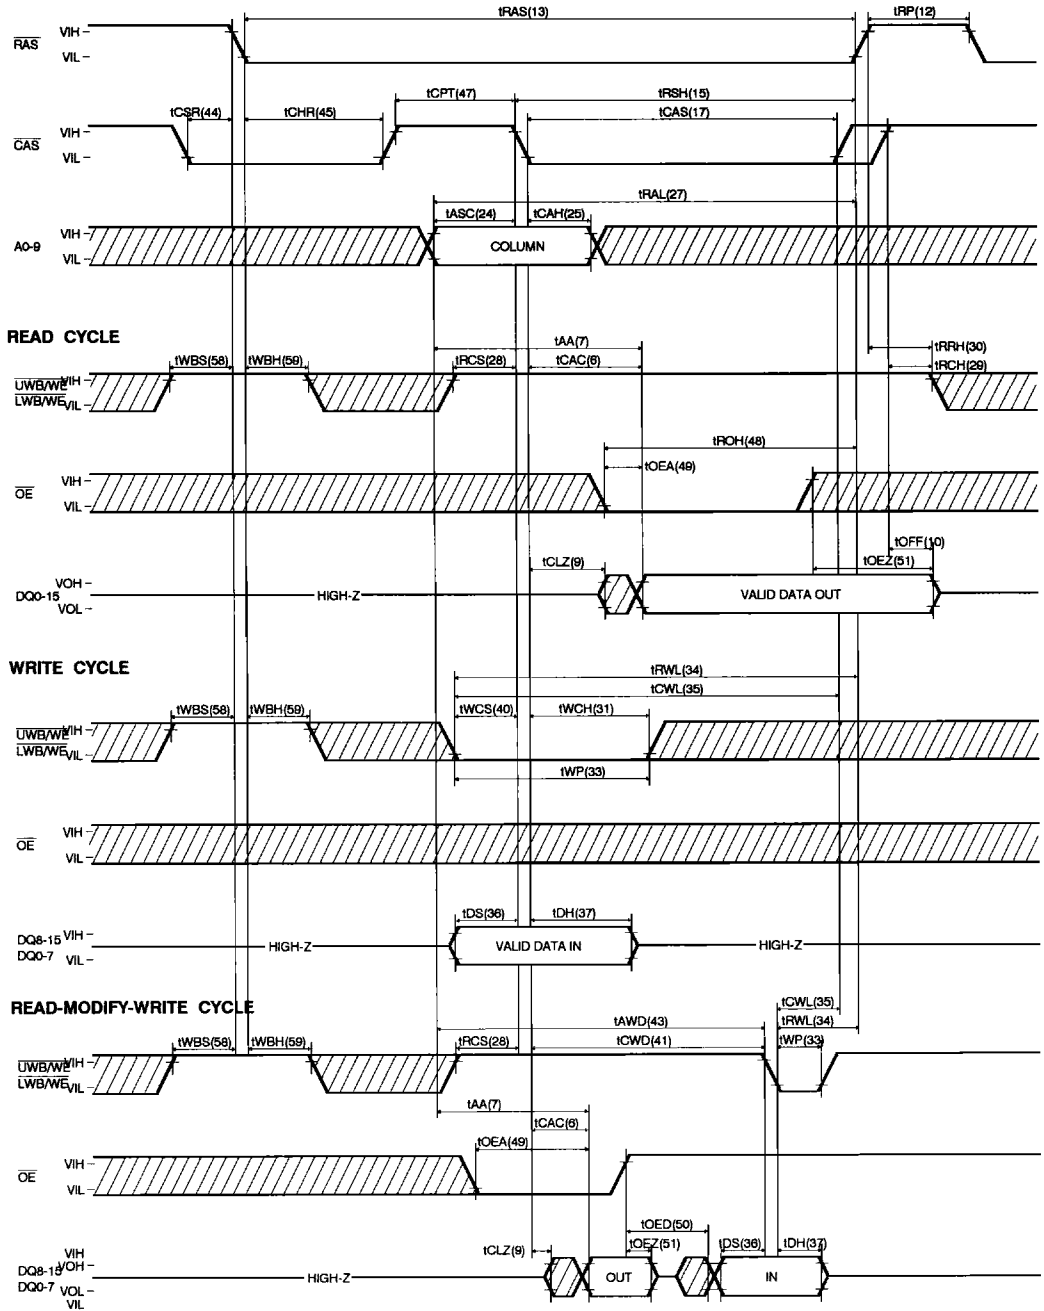 tRAS(13) tRP(12)
RAS VIH
VIL
tCPT(47) tRSH(15)
tCSR(44) tCHR(45) tCAS(17)
CAS VIH
VIL
tRAL(27)
tASC(24) tCAH(25)
A0-9 VIH COLUMN
VIL
READ CYCLE
tAA(7) tRRH(30)
tWBS(58) tWBH(59) tRCS(28) tCAC(6) tRCH(29)
UWB/WE VIH
LWB/WE VIL
tROH(48)
tOEA(49)
OE VIH
VIL
tOFF(10)
tCLZ(9) tOEZ(51)
VOH
DQ0-15 HIGH-Z VALID DATA OUT
VOL
WRITE CYCLE
tRWL(34)
tCWL(35)
tWBS(58) tWBH(59) tWCS(40) tWCH(31)
UWB/WE VIH
LWB/WE VIL
tWP(33)
OE VIH
VIL
tDS(36) tDH(37)
DQ8-15 VIH HIGH-Z VALID DATA IN HIGH-Z
DQ0-7 VIL
READ-MODIFY-WRITE CYCLE
tCWL(35)
tAWD(43) tRWL(34)
tWBS(58) tWBH(59) tRCS(28) tCWD(41) tWP(33)
UWB/WE VIH
LWB/WE VIL
tAA(7)
tCAC(6)
tOEA(49)
OE VIH
VIL
tOED(50)
tCLZ(9) tOEZ(51) tDS(36) tDH(37)
VIH
VOH
DQ8-15 HIGH-Z OUT IN
DQ0-7 VOL
VIL